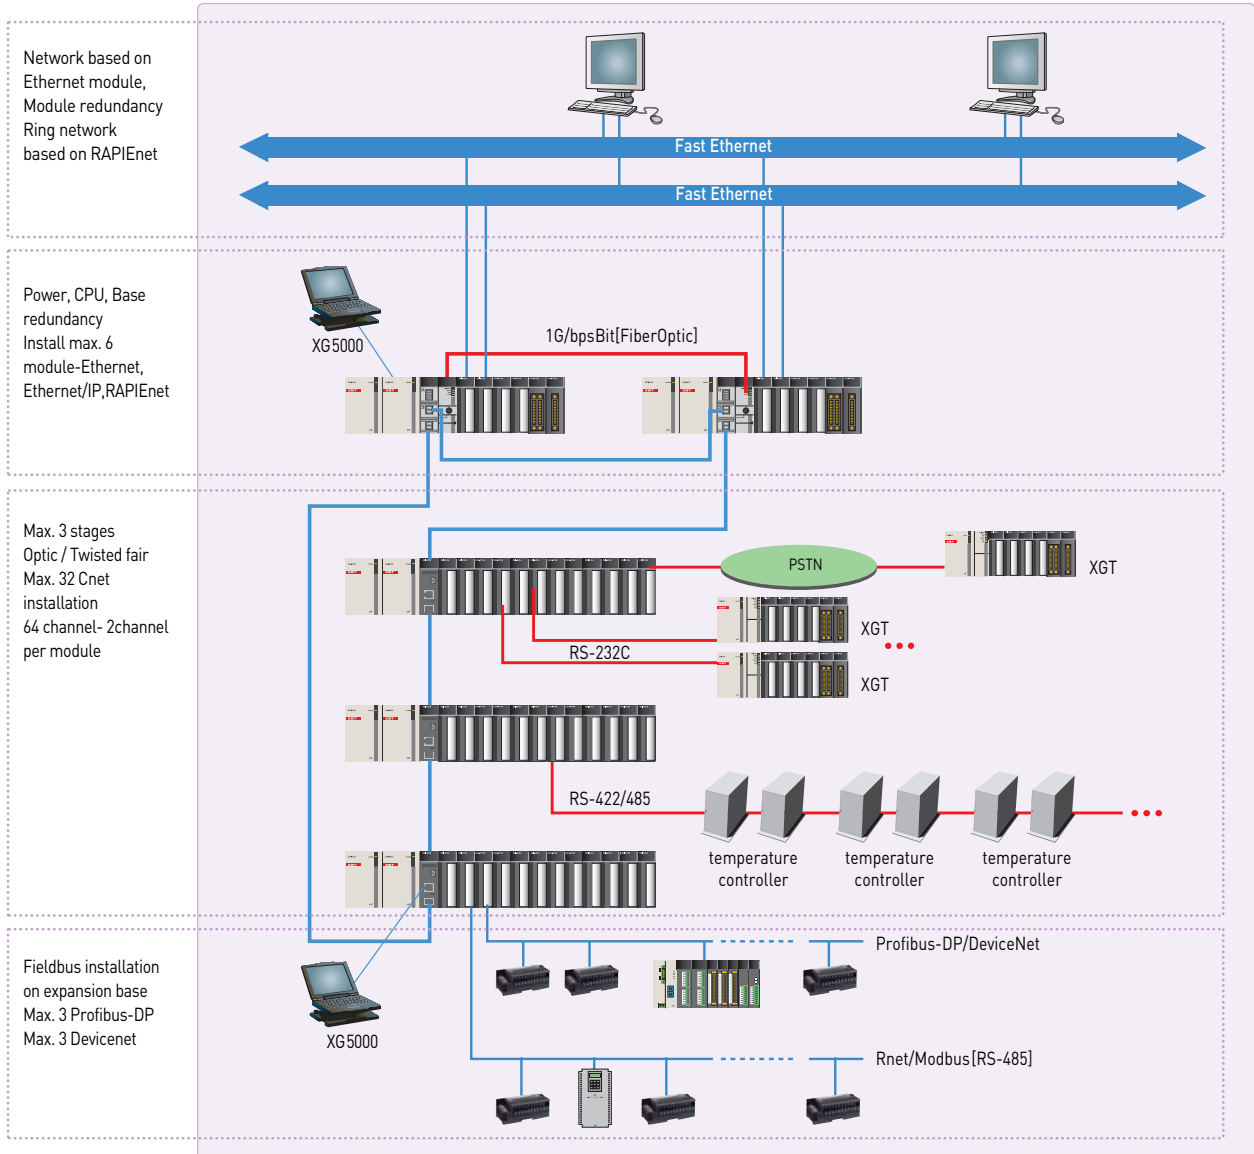 Network based on
Ethernet module,
Module redundancy
Ring network
based on RAPIEnet
Fast Ethernet
Fast Ethernet
Power, CPU, Base
redundancy
Install max. 6
module-Ethernet,
Ethernet/IP,RAPIEnet
XG5000
1G/bpsBit[FiberOptic]
Max. 3 stages
Optic / Twisted fair
Max. 32 Cnet
installation
64 channel- 2channel
per module
PSTN
XGT
XGT
RS-232C
XGT
RS-422/485
temperature
controller
temperature
controller
temperature
controller
Fieldbus installation
on expansion base
Max. 3 Profibus-DP
Max. 3 Devicenet
XG5000
Profibus-DP/DeviceNet
Rnet/Modbus[RS-485]